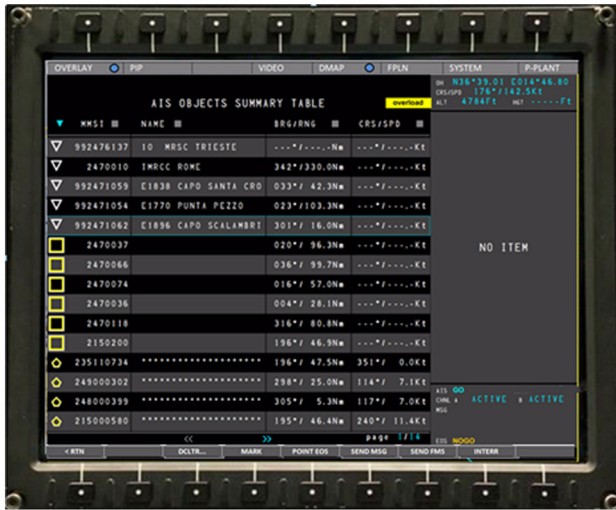 OVERLAY PIP VIDEO DMAP FPLN SYSTEM P-PLANT
OH N36°39.01 E014°46.80
CRS/SPD 176°/142.5Kt
ALT 4784Ft HGT -----Ft
AIS OBJECTS SUMMARY TABLE overload
MMSI NAME BRG/RNG CRS/SPD
992476137 10 MRSC TRIESTE ---°/---.-Nm ---°/---.-Kt
2470010 IMRCC ROME 342°/330.0Nm ---°/---.-Kt
992471059 E1838 CAPO SANTA CRO 033°/ 42.3Nm ---°/---.-Kt
992471054 E1770 PUNTA PEZZO 023°/103.3Nm ---°/---.-Kt
992471062 E1896 CAPO SCALAMBRI 301°/ 16.0Nm ---°/---.-Kt
2470037 020°/ 96.3Nm ---°/---.-Kt
NO ITEM
2470066 036°/ 99.7Nm ---°/---.-Kt
2470074 016°/ 57.0Nm ---°/---.-Kt
2470036 004°/ 28.1Nm ---°/---.-Kt
2470118 316°/ 80.8Nm ---°/---.-Kt
2150200 196°/ 46.9Nm ---°/---.-Kt
235110734 ******************** 196°/ 47.5Nm 351°/ 0.0Kt
249000302 ******************** 298°/ 25.0Nm 114°/ 7.1Kt
248000399 ******************** 305°/ 5.3Nm 117°/ 7.0Kt
215000580 ******************** 195°/ 46.4Nm 240°/ 11.4Kt
AIS GO
CHNL A ACTIVE B ACTIVE
MSG
<< >> page 1/14
EOS NOGO
< RTN DCLTR... MARK POINT EOS SEND MSG SEND FMS INTERR